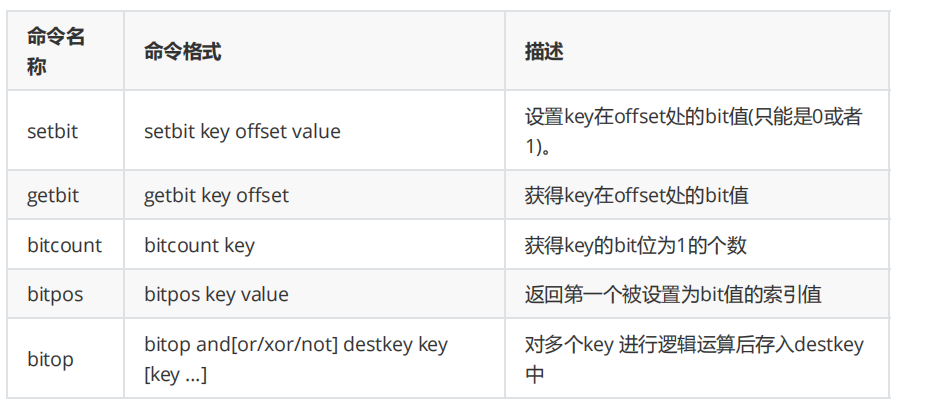 命令名
称
命令格式
描述
setbit
setbit key offset value
设置key在offset处的bit值(只能是0或者
1)。
getbit
getbit key offset
获得key在offset处的bit值
bitcount
bitcount key
获得key的bit位为1的个数
bitpos
bitpos key value
返回第一个被设置为bit值的索引值
bitop
bitop and[or/xor/not] destkey key
[key …]
对多个key 进行逻辑运算后存入destkey
中